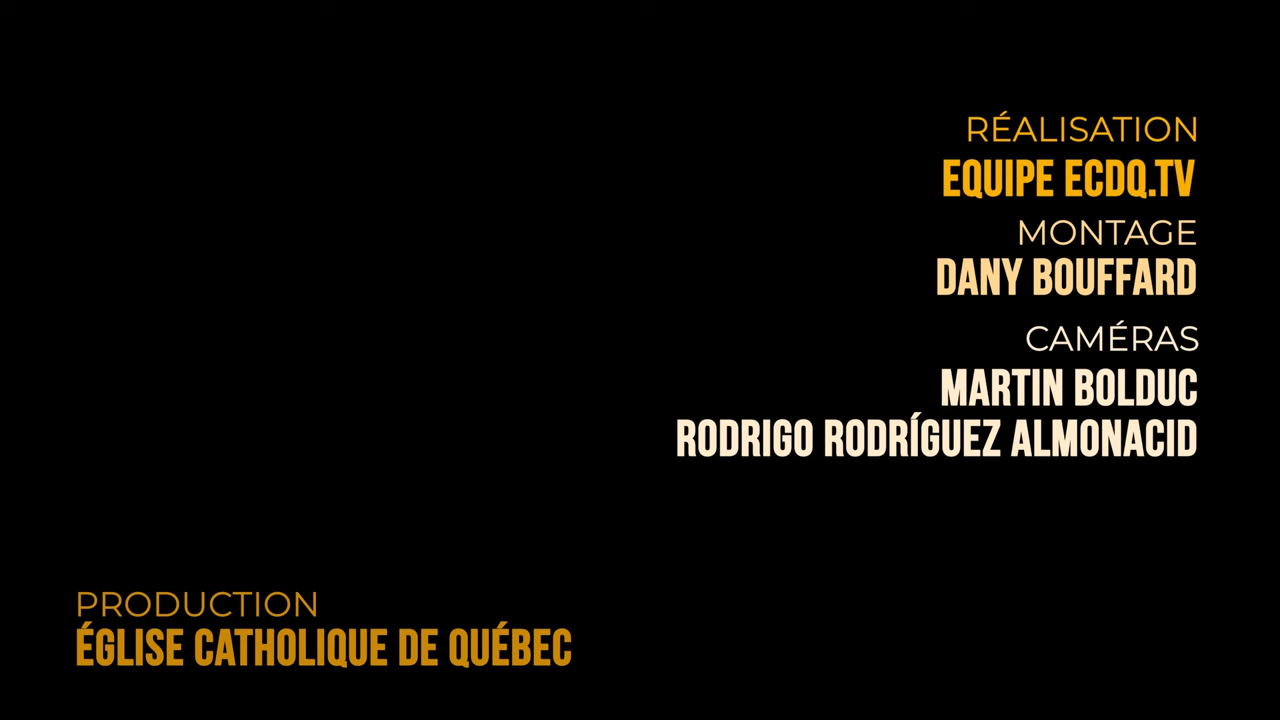 RÉALISATION
EQUIPE ECDQ.TV
MONTAGE
DANY BOUFFARD
CAMÉRAS
MARTIN BOLDUC
RODRIGO RODRÍGUEZ ALMONACID
PRODUCTION
ÉGLISE CATHOLIQUE DE QUÉBEC